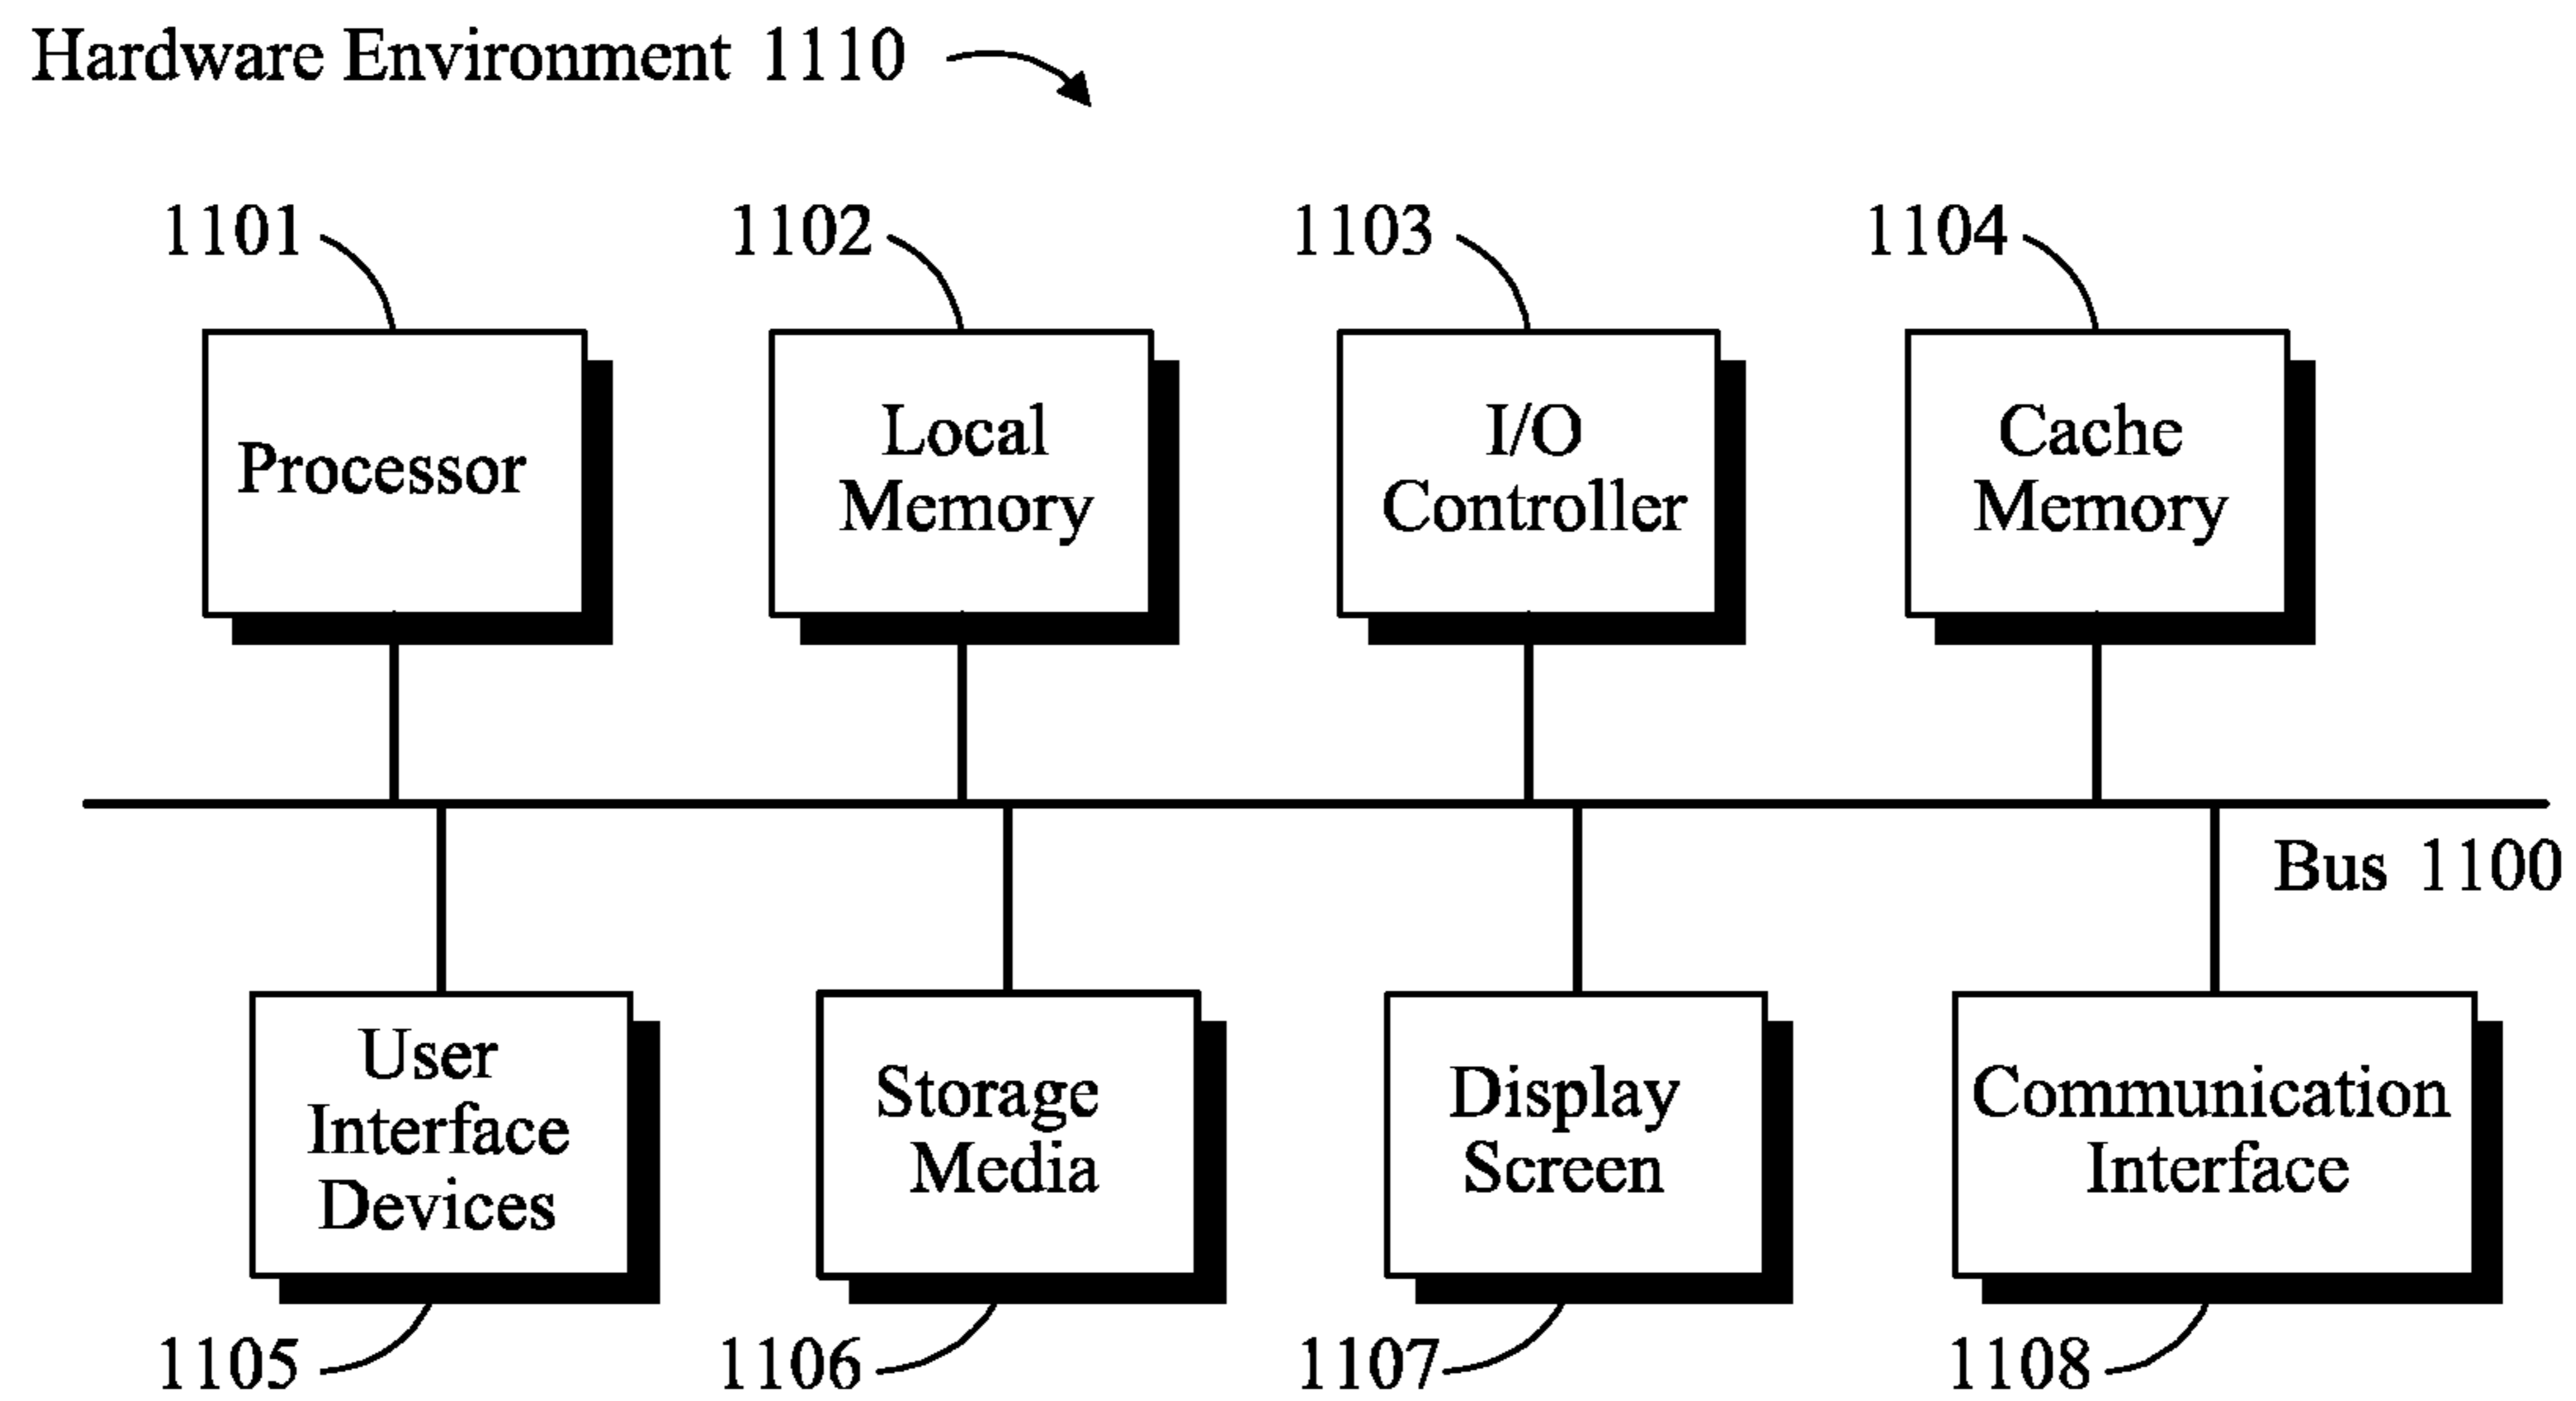 Hardware Environment 1110
1101
1102
1103
1104
Processor
Local
Memory
I/O
Controller
Cache
Memory
Bus 1100
User
Interface
Devices
Storage
Media
Display
Screen
Communication
Interface
1105
1106
1107
1108